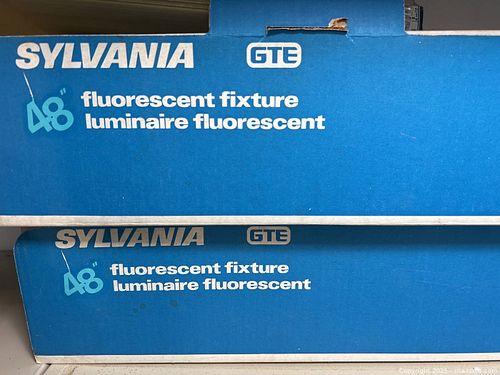 SYLVANIA GTE
48" fluorescent fixture
luminaire fluorescent
SYLVANIA GTE
48" fluorescent fixture
luminaire fluorescent